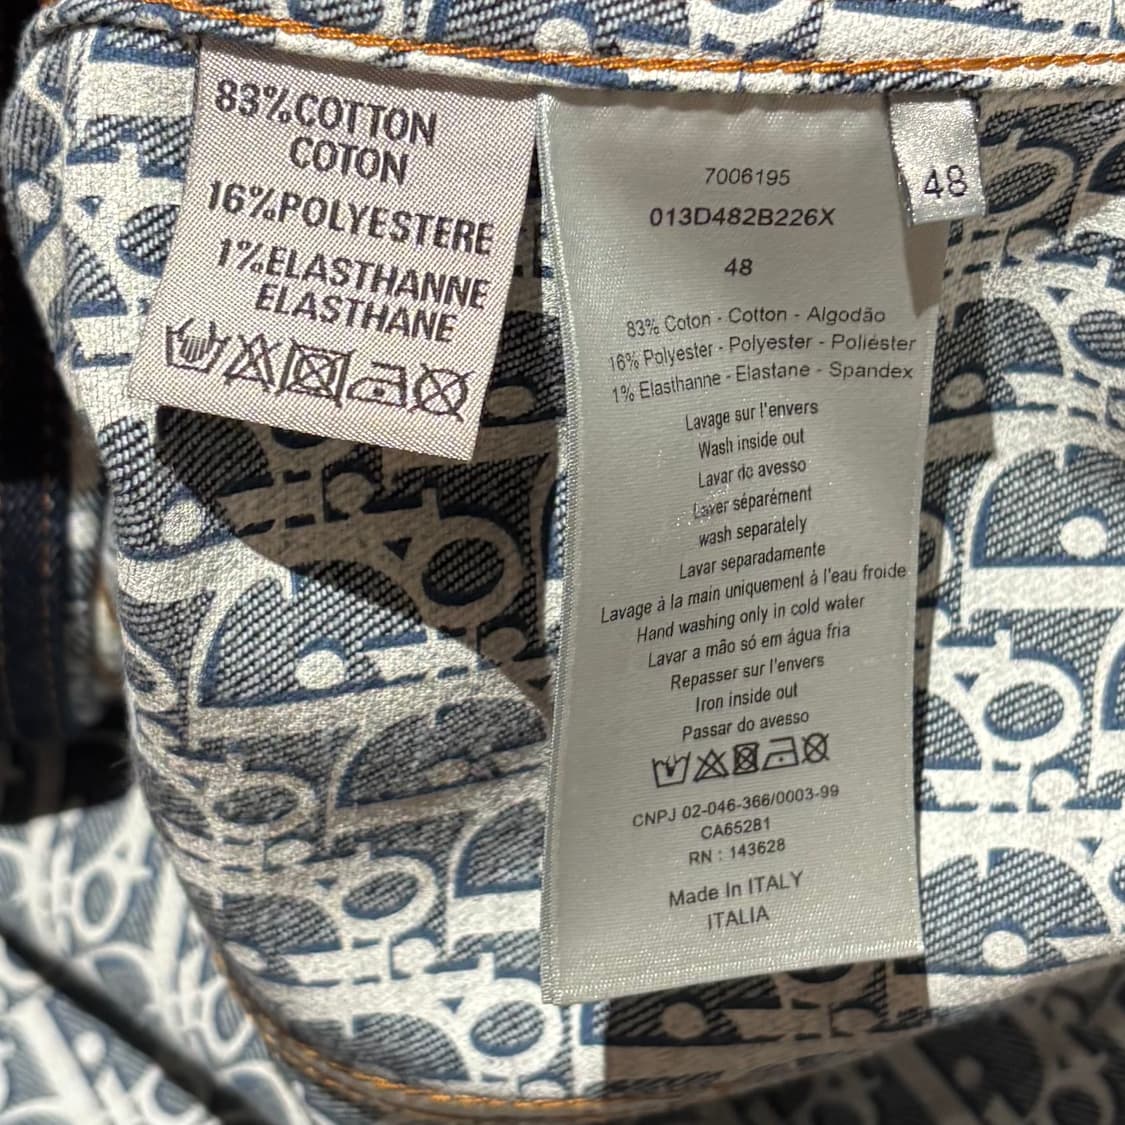 83%COTTON
COTON
16%POLYESTERE
1%ELASTHANNE
ELASTHANE
7006195
013D482B226X
48
83% Coton - Cotton - Algodão
16% Polyester - Polyester - Poliéster
1% Elasthanne - Elastane - Spandex
Lavage sur l'envers
Wash inside out
Lavar do avesso
Laver séparément
wash separately
Lavar separadamente
Lavage à la main uniquement à l'eau froide
Hand washing only in cold water
Lavar a mão só em água fria
Repasser sur l'envers
Iron inside out
Passar do avesso
CNPJ 02-046-366/0003-99
CA65281
RN : 143628
Made In ITALY
ITALIA
48